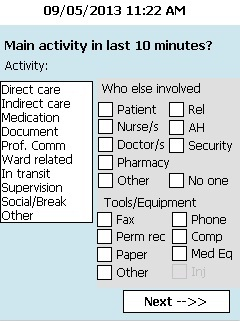 09/05/2013 11:22 AM
Main activity in last 10 minutes?
Activity:
Direct care
Indirect care
Medication
Document
Prof. Comm
Ward related
In transit
Supervision
Social/Break
Other
Who else involved
Patient Rel
Nurse/s AH
Doctor/s Security
Pharmacy
Other No one
Tools/Equipment
Fax Phone
Perm rec Comp
Paper Med Eq
Other Inj
Next -->>